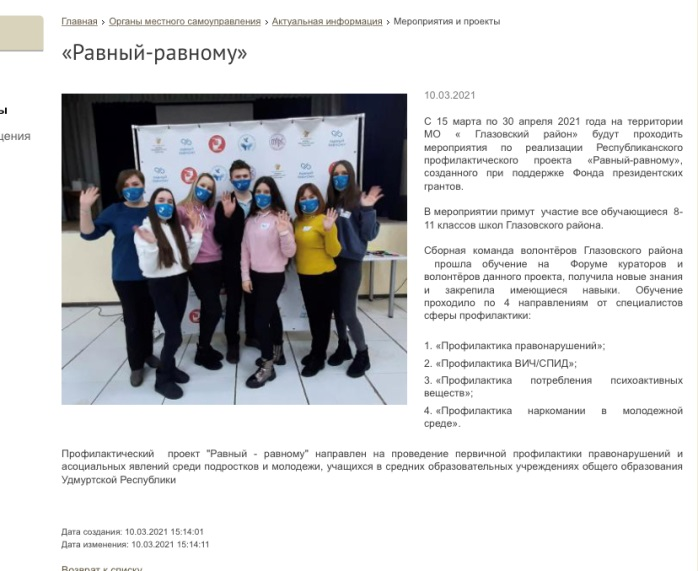 Главная › Органы местного самоуправления › Актуальная информация › Мероприятия и проекты
«Равный-равному»
ы
щения
10.03.2021
С 15 марта по 30 апреля 2021 года на территории
МО « Глазовский район» будут проходить
мероприятия по реализации Республиканского
профилактического проекта «Равный-равному»,
созданного при поддержке Фонда президентских
грантов.
В мероприятии примут участие все обучающиеся 8-
11 классов школ Глазовского района.
Сборная команда волонтёров Глазовского района
прошла обучение на Форуме кураторов и
волонтёров данного проекта, получила новые знания
и закрепила имеющиеся навыки. Обучение
проходило по 4 направлениям от специалистов
сферы профилактики:
1. «Профилактика правонарушений»;
2. «Профилактика ВИЧ/СПИД»;
3. «Профилактика потребления психоактивных
веществ»;
4. «Профилактика наркомании в молодежной
среде».
Профилактический проект "Равный - равному" направлен на проведение первичной профилактики правонарушений и
асоциальных явлений среди подростков и молодежи, учащихся в средних образовательных учреждениях общего образования
Удмуртской Республики
Дата создания: 10.03.2021 15:14:01
Дата изменения: 10.03.2021 15:14:11
Возврат к списку